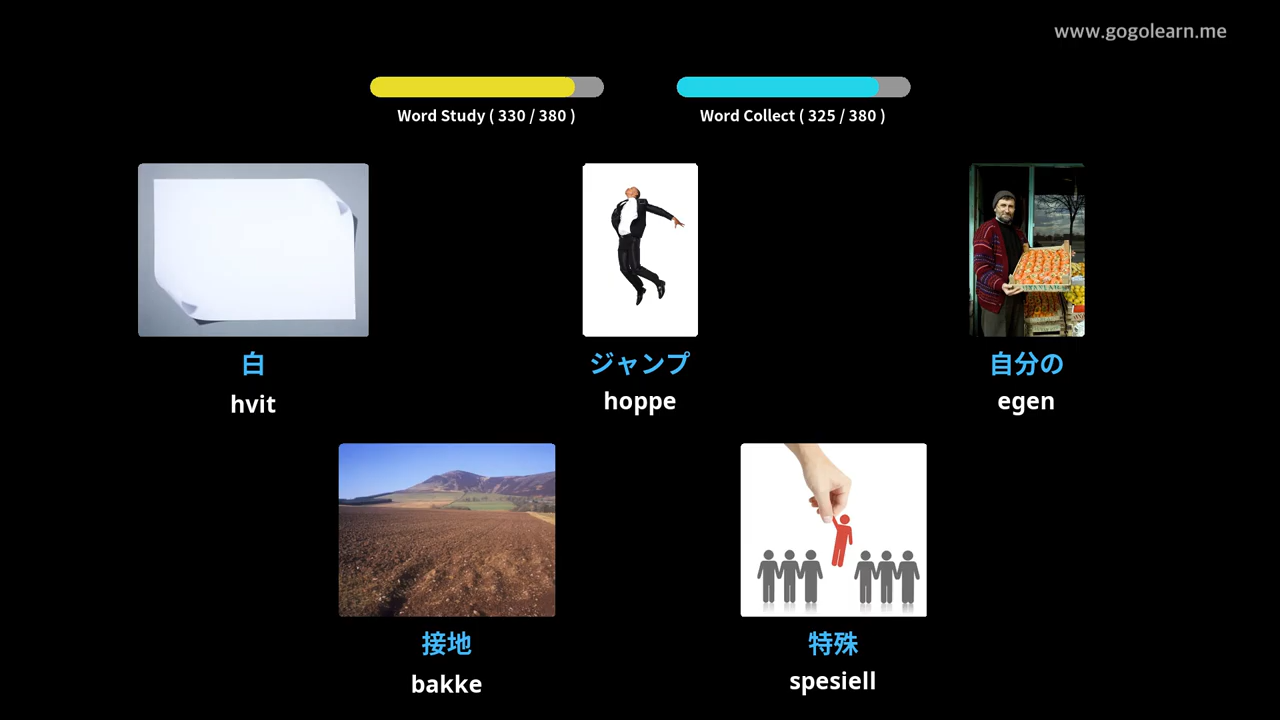 www.gogolearn.me
Word Study ( 330 / 380 )
Word Collect ( 325 / 380 )
白
hvit
ジャンプ
hoppe
自分の
egen
接地
bakke
特殊
spesiell